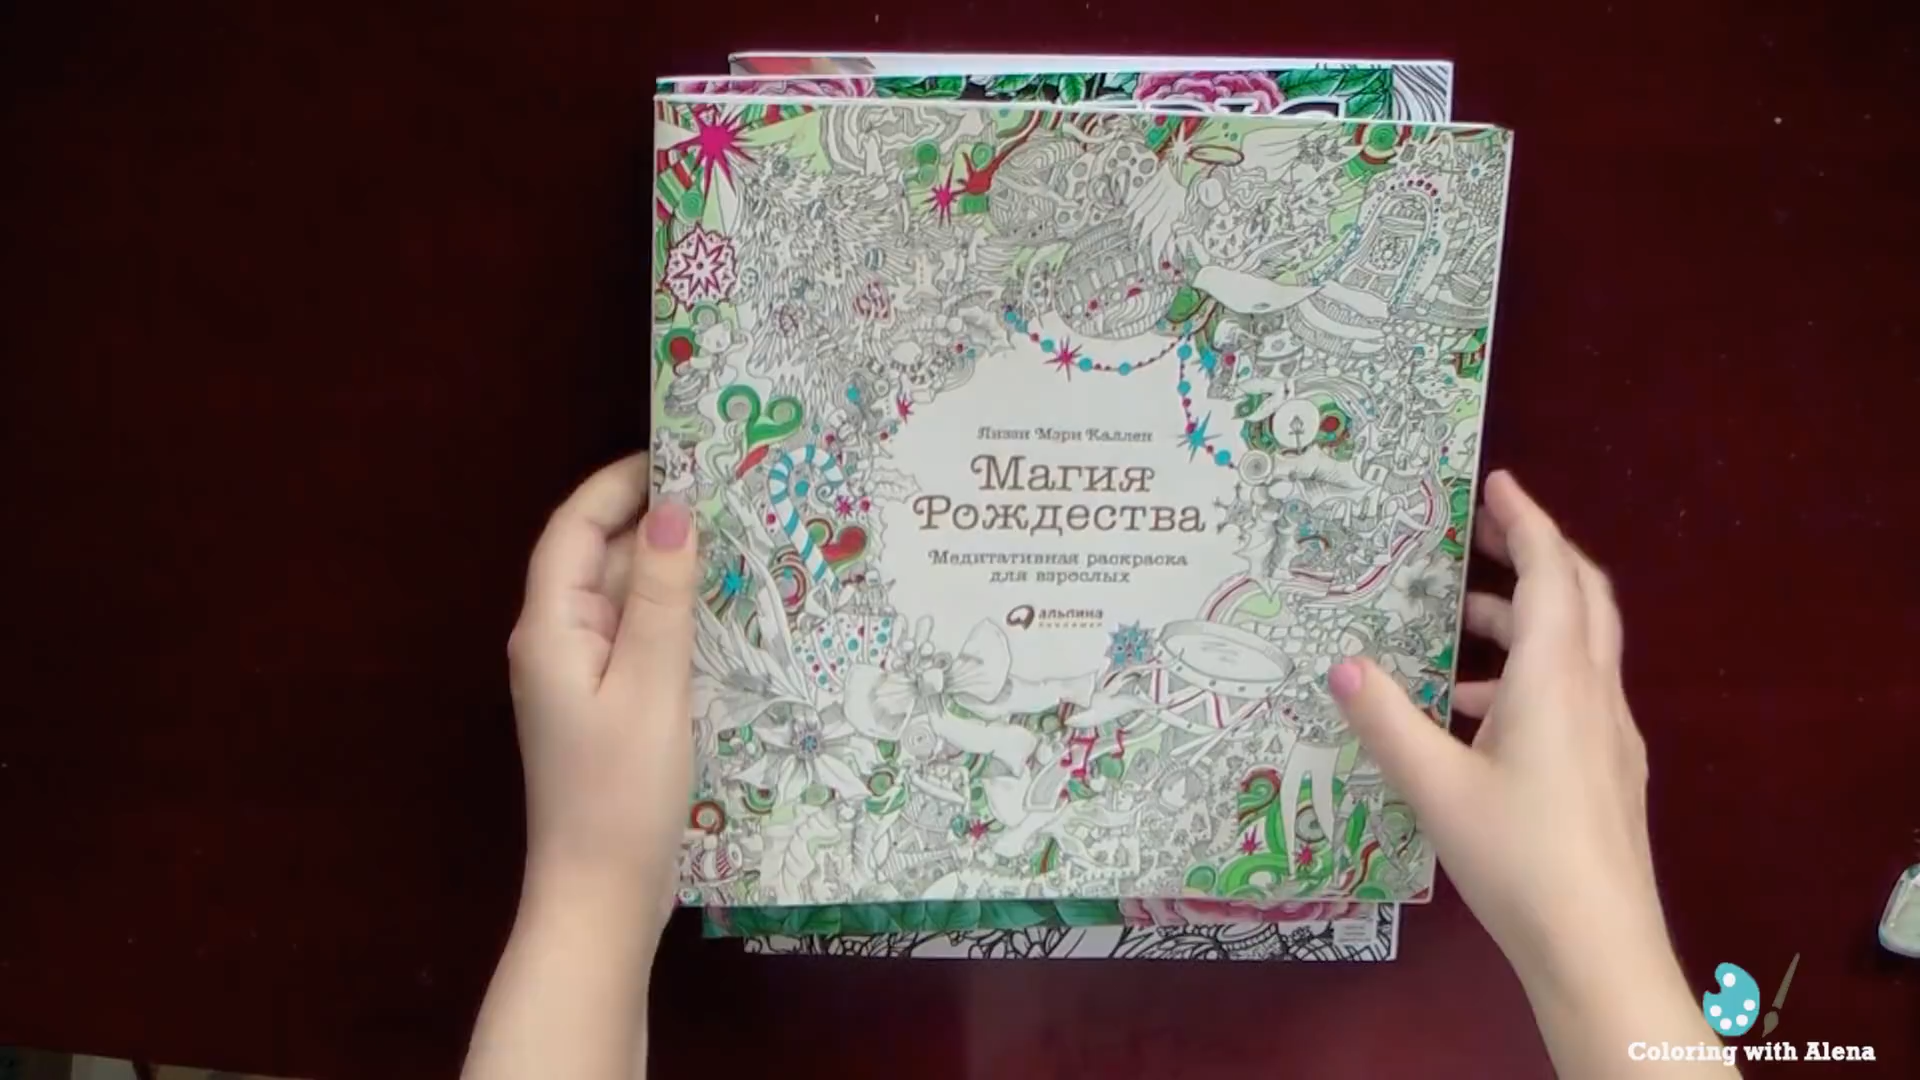 Лиззи Мэри Каллен
Магия
Рождества
Медитативная раскраска
для взрослых
альпина
Coloring with Alena